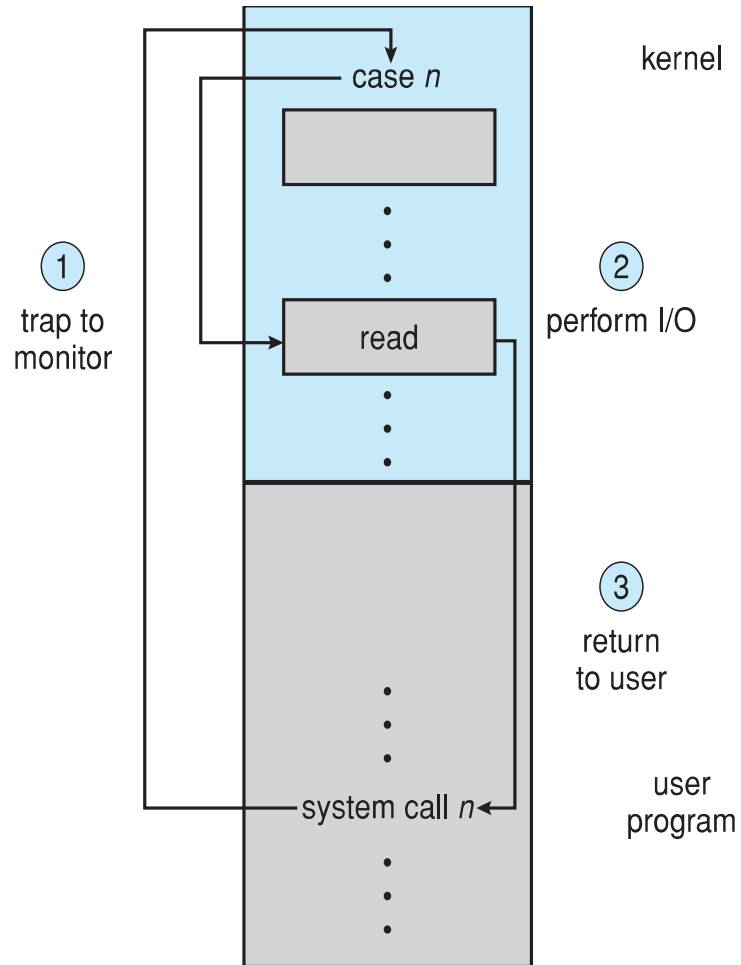 kernel
case n
1
trap to
monitor
2
perform I/O
read
3
return
to user
system call n
user
program